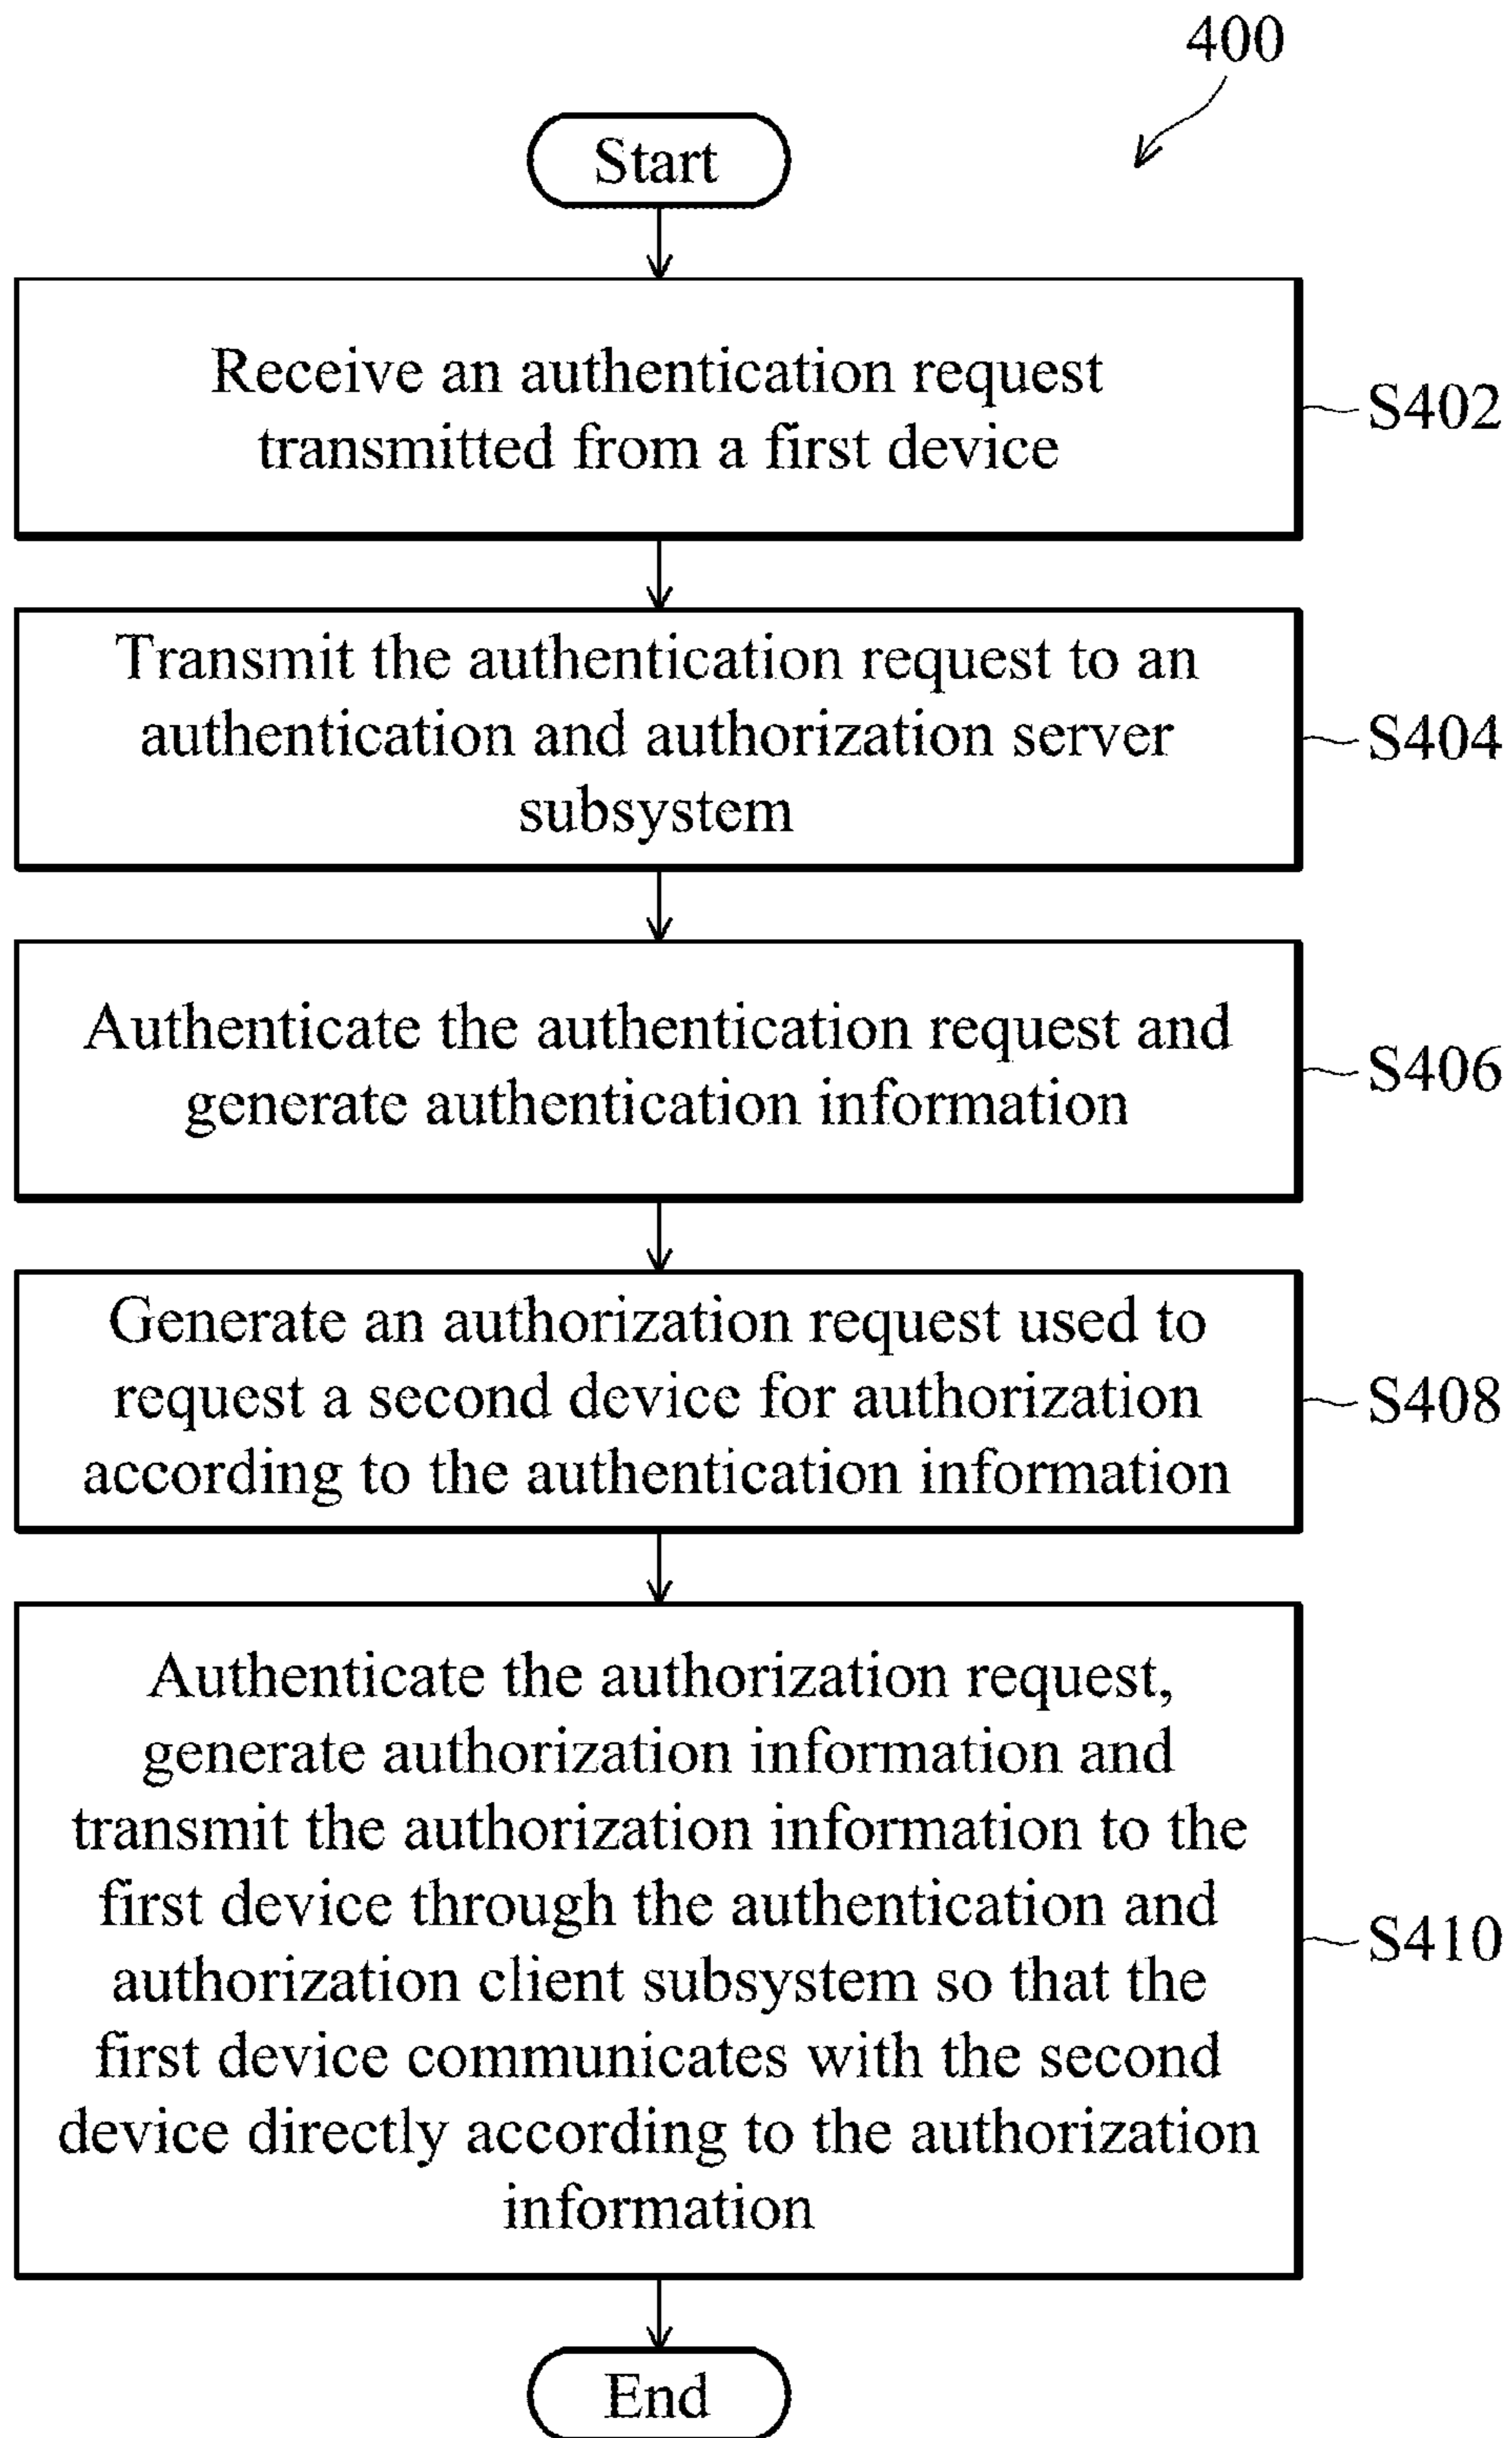 400
Start
Receive an authentication request
transmitted from a first device
S402
Transmit the authentication request to an
authentication and authorization server
subsystem
S404
Authenticate the authentication request and
generate authentication information
S406
Generate an authorization request used to
request a second device for authorization
according to the authentication information
S408
Authenticate the authorization request,
generate authorization information and
transmit the authorization information to the
first device through the authentication and
authorization client subsystem so that the
first device communicates with the second
device directly according to the authorization
information
S410
End